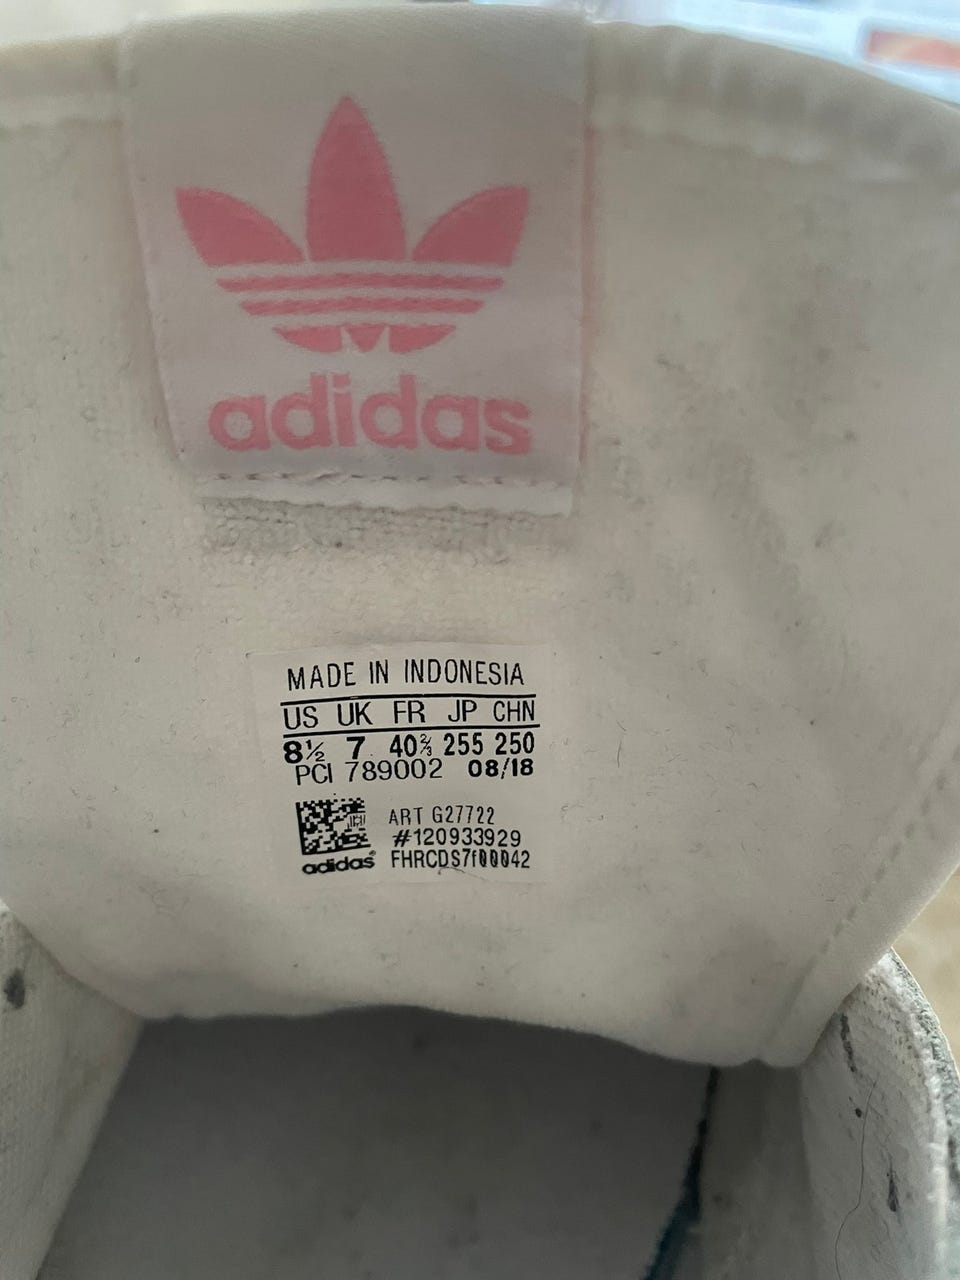 adidas
MADE IN INDONESIA
US UK FR JP CHN
8½ 7 40⅔ 255 250
PCI 789002 08/18
ART G27722
#120933929
adidas®